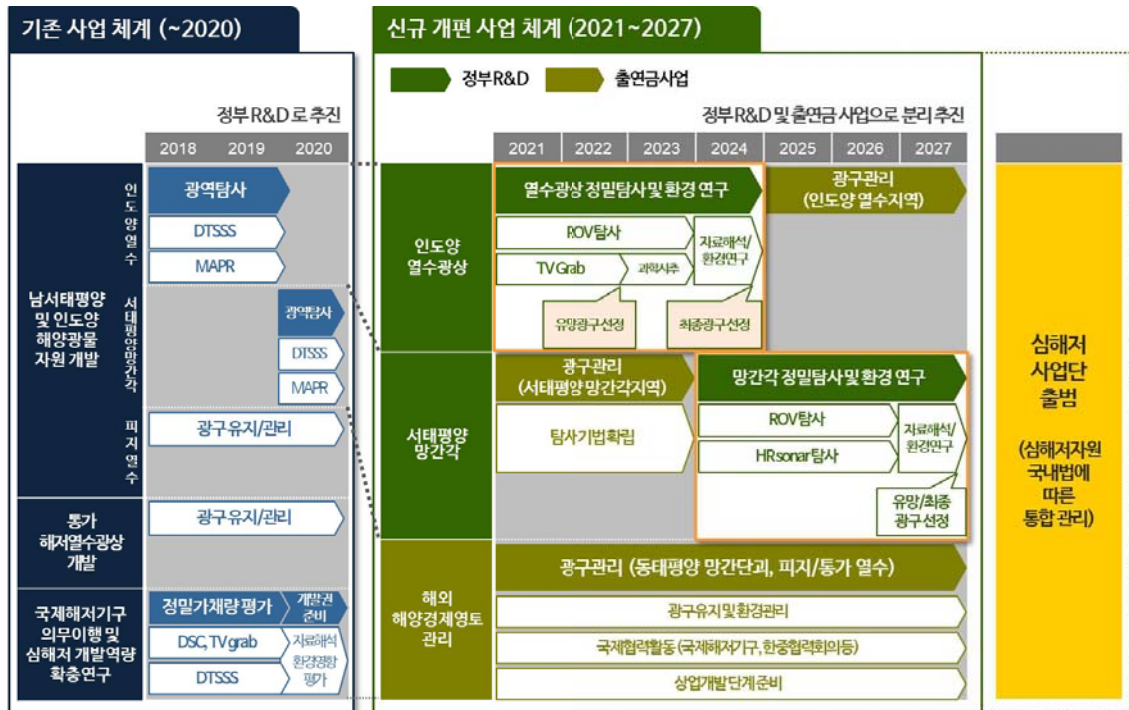 기존 사업 체계 (~2020)
정부 R&D 로 추진
2018 2019 2020
남서태평양
및 인도양
해양광물
자원 개발
인도양열수
광역탐사
DTSSS
MAPR
서태평양망간각
광역탐사
DTSSS
MAPR
피지열수
광구 유지/관리
통가
해저열수광상
개발
광구 유지/관리
국제해저기구
의무이행 및
심해저 개발역량
확충연구
정밀가채량 평가
개발권
준비
DSC, TV grab
DTSSS
자료해석
환경영향
평가
신규 개편 사업 체계 (2021~2027)
정부R&D
출연금사업
정부R&D 및 출연금 사업으로 분리 추진
2021 2022 2023 2024 2025 2026 2027
인도양
열수광상
열수광상 정밀탐사 및 환경 연구
ROV 탐사
TV Grab
과학시추
자료해석/
환경연구
유망광구선정
최종광구선정
광구관리
(인도양 열수지역)
서태평양
망간각
광구관리
(서태평양 망간각지역)
탐사기법확립
망간각 정밀탐사 및 환경 연구
ROV탐사
HR sonar 탐사
자료해석/
환경연구
유망/최종
광구선정
해외
해양경제영토
관리
광구관리 (동태평양 망간단괴, 피지/통가 열수)
광구유지 및 환경관리
국제협력활동 (국제해저기구, 한중협력회의등)
상업개발단계준비
심해저
사업단
출범
(심해저자원
국내법에
따른
통합 관리)